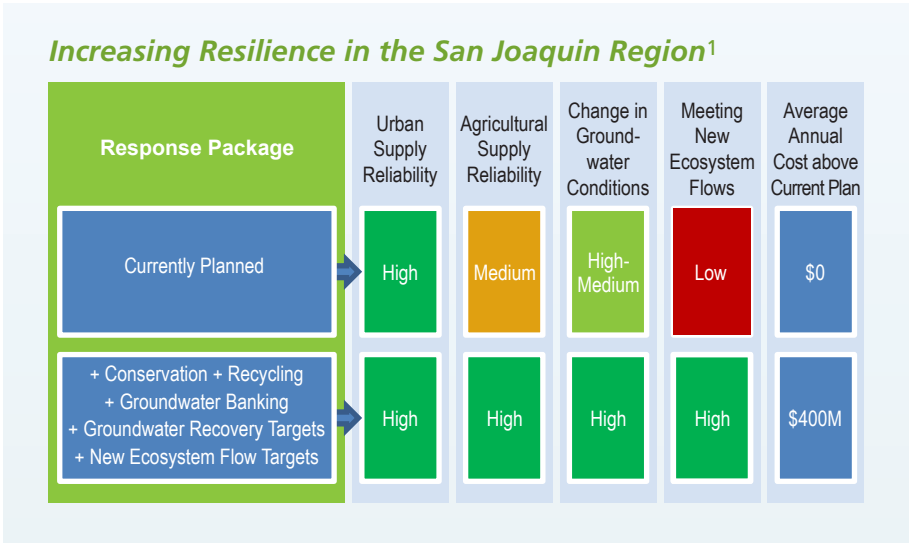 Increasing Resilience in the San Joaquin Region1
Response Package
Urban
Supply
Reliability
Agricultural
Supply
Reliability
Change in
Ground-
water
Conditions
Meeting
New
Ecosystem
Flows
Average
Annual
Cost above
Current Plan
Currently Planned
High
Medium
High-
Medium
Low
$0
+ Conservation + Recycling
+ Groundwater Banking
+ Groundwater Recovery Targets
+ New Ecosystem Flow Targets
High
High
High
High
$400M